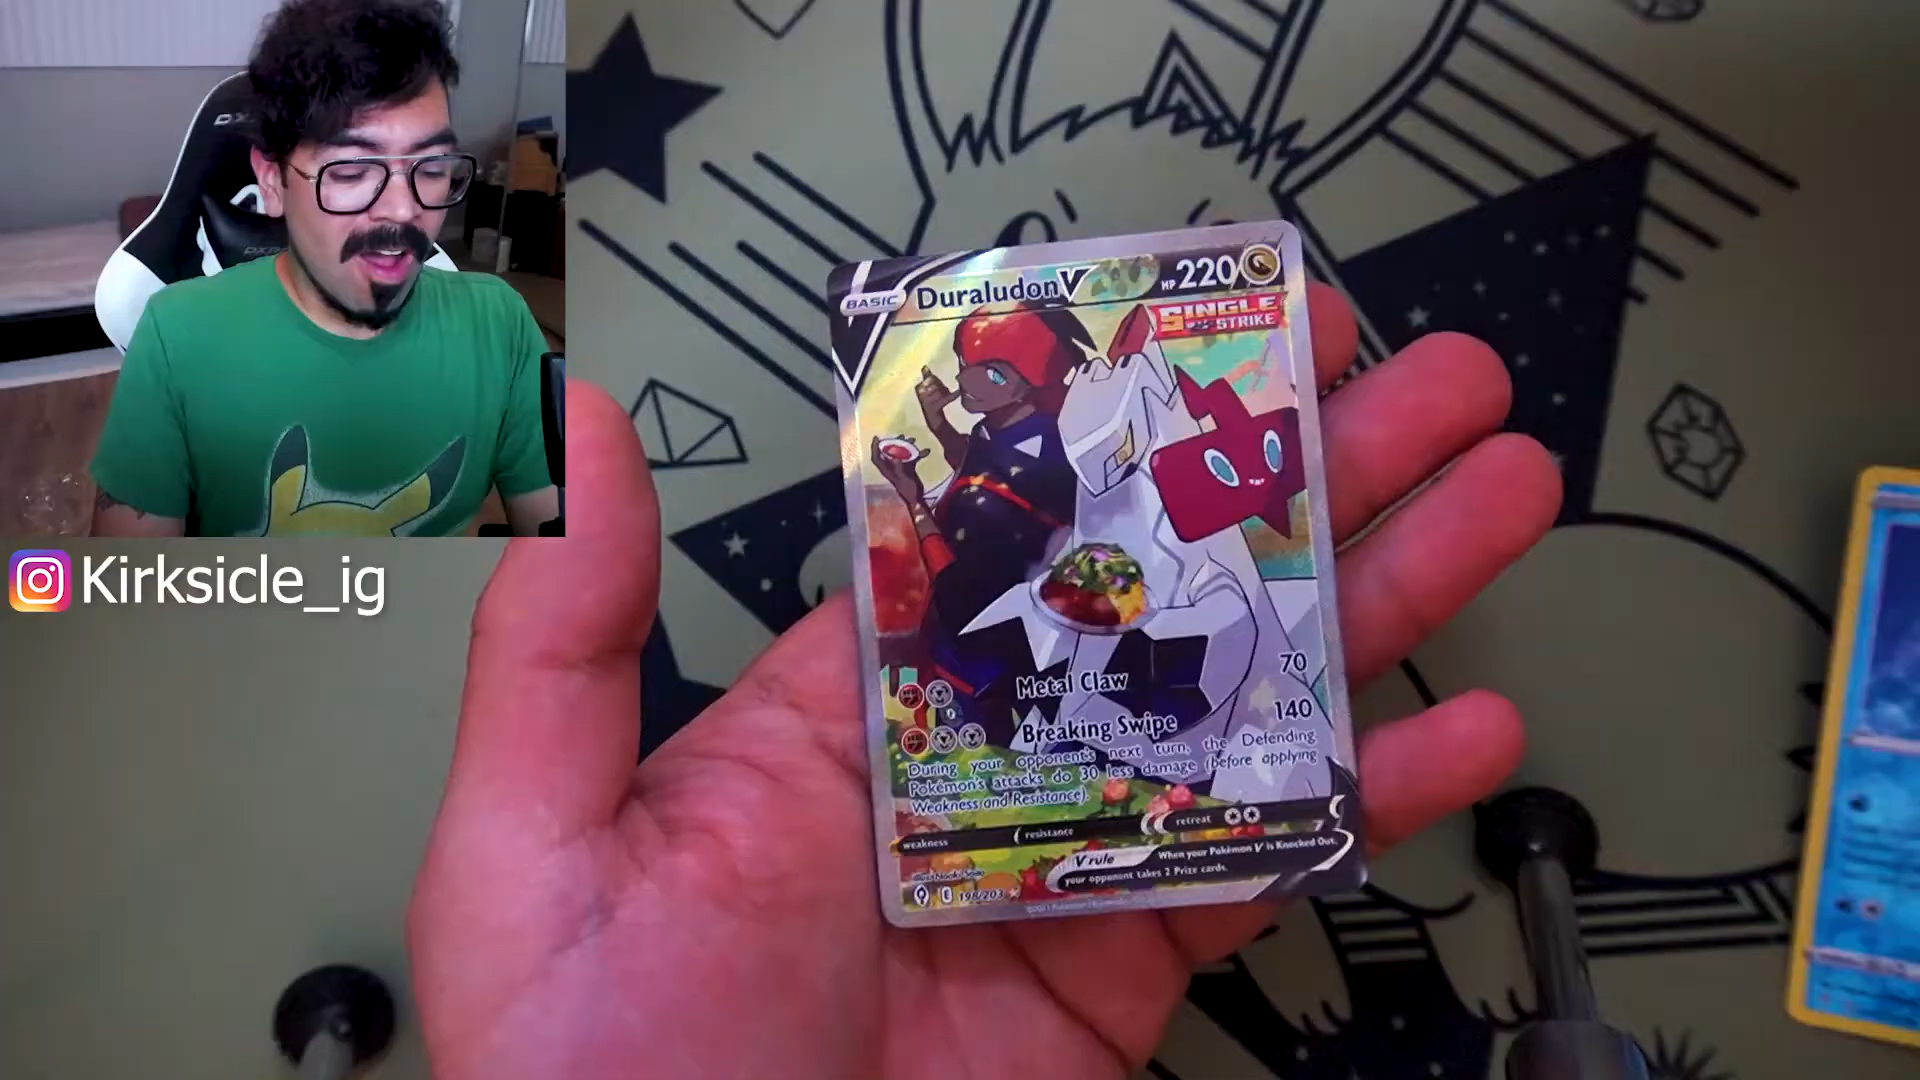 Kirksicle_ig
BASIC Duraludon V HP 220
SINGLE
STRIKE
Metal Claw 70
Breaking Swipe 140
During your opponent's next turn, the Defending
Pokémon's attacks do 30 less damage (before applying
Weakness and Resistance).
weakness resistance retreat
V rule When your Pokémon V is Knocked Out,
your opponent takes 2 Prize cards.
E 198/203